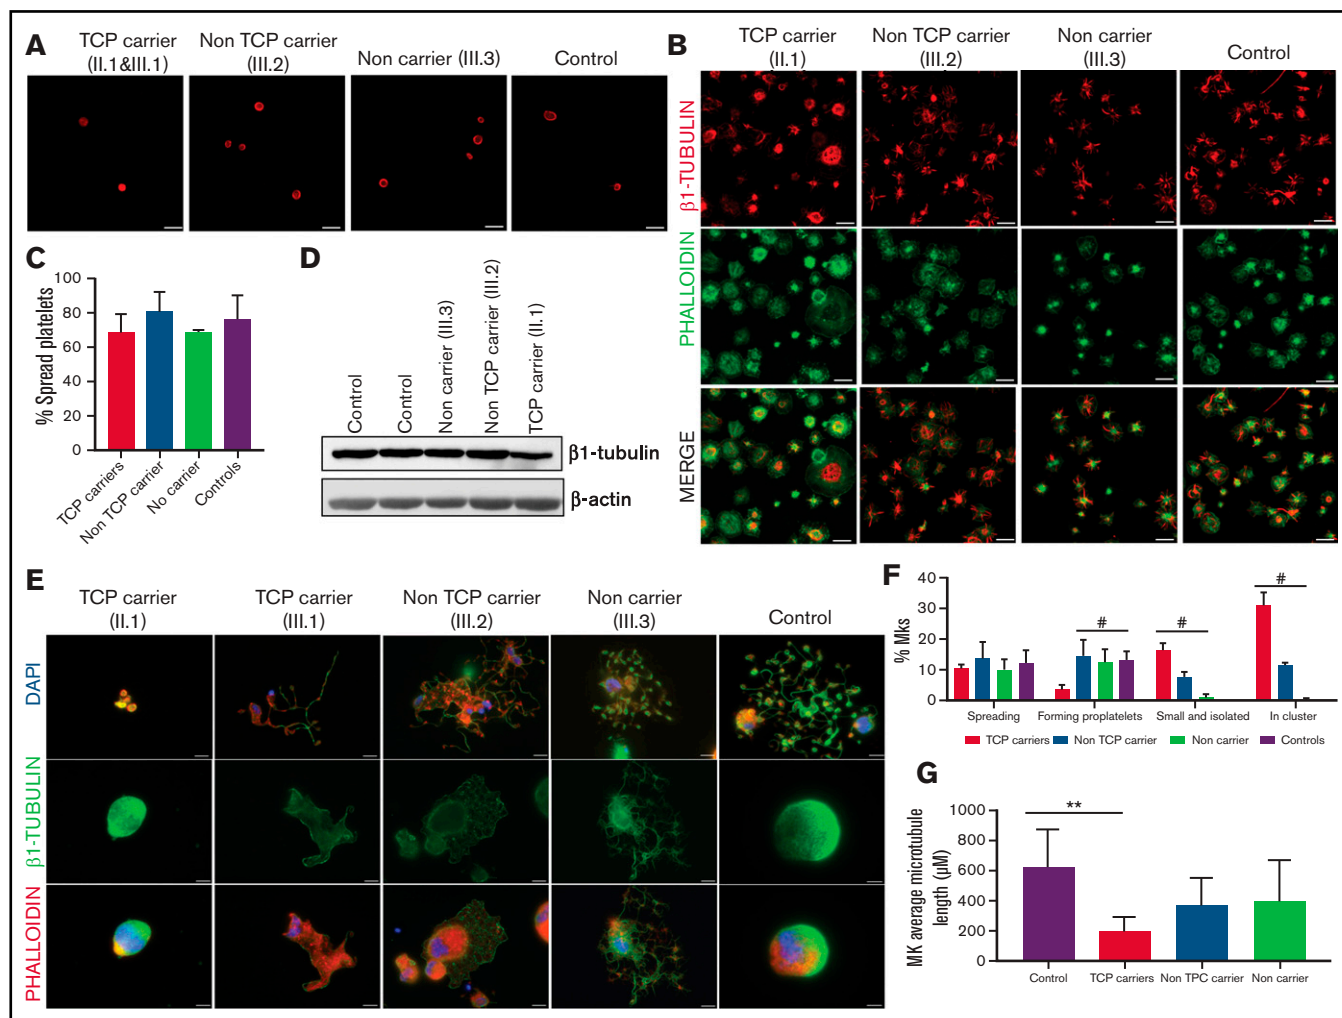 A
TCP carrier
(II.1&III.1)
Non TCP carrier
(III.2)
Non carrier (III.3)
Control
B
TCP carrier
(II.1)
Non TCP carrier
(III.2)
Non carrier
(III.3)
Control
β1-TUBULIN
PHALLOIDIN
MERGE
C
% Spread platelets
100
80
60
40
20
0
TCP carriers
Non TCP carrier
No carrier
Controls
D
Control
Control
Non carrier (III.3)
Non TCP carrier (III.2)
TCP carrier (II.1)
β1-tubulin
β-actin
E
TCP carrier
(II.1)
TCP carrier
(III.1)
Non TCP carrier
(III.2)
Non carrier
(III.3)
Control
DAPI
β1-TUBULIN
PHALLOIDIN
F
% Mks
40
30
20
10
0
#
#
#
Spreading
Forming proplatelets
Small and isolated
In cluster
TCP carriers
Non TCP carrier
Non carrier
Controls
G
MK average microtubule
length (µM)
1000
800
600
400
200
0
**
Control
TCP carriers
Non TPC carrier
Non carrier